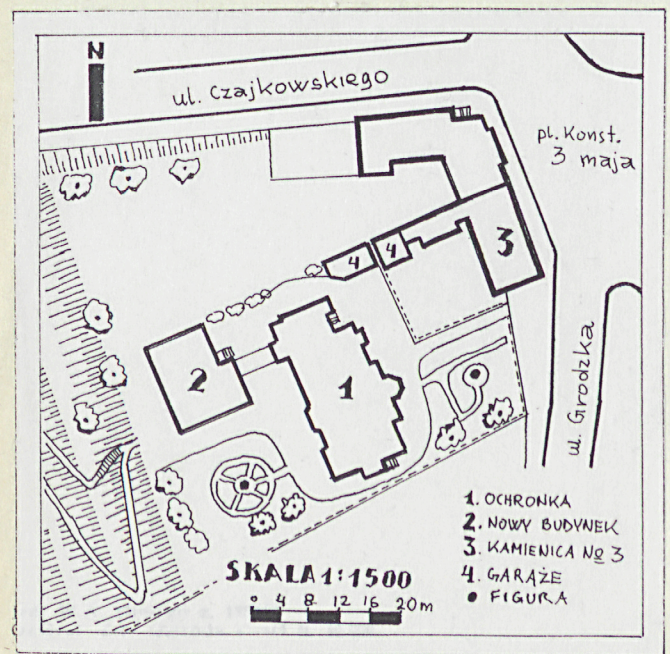 N
ul. Czajkowskiego
pl. Konst.
3 maja
4
4
3
2
1
ul. Grodzka
1. OCHRONKA
2. NOWY BUDYNEK
3. KAMIENICA No 3
4. GARAŻE
• FIGURA
SKALA 1:1500
0 4 8 12 16 20m